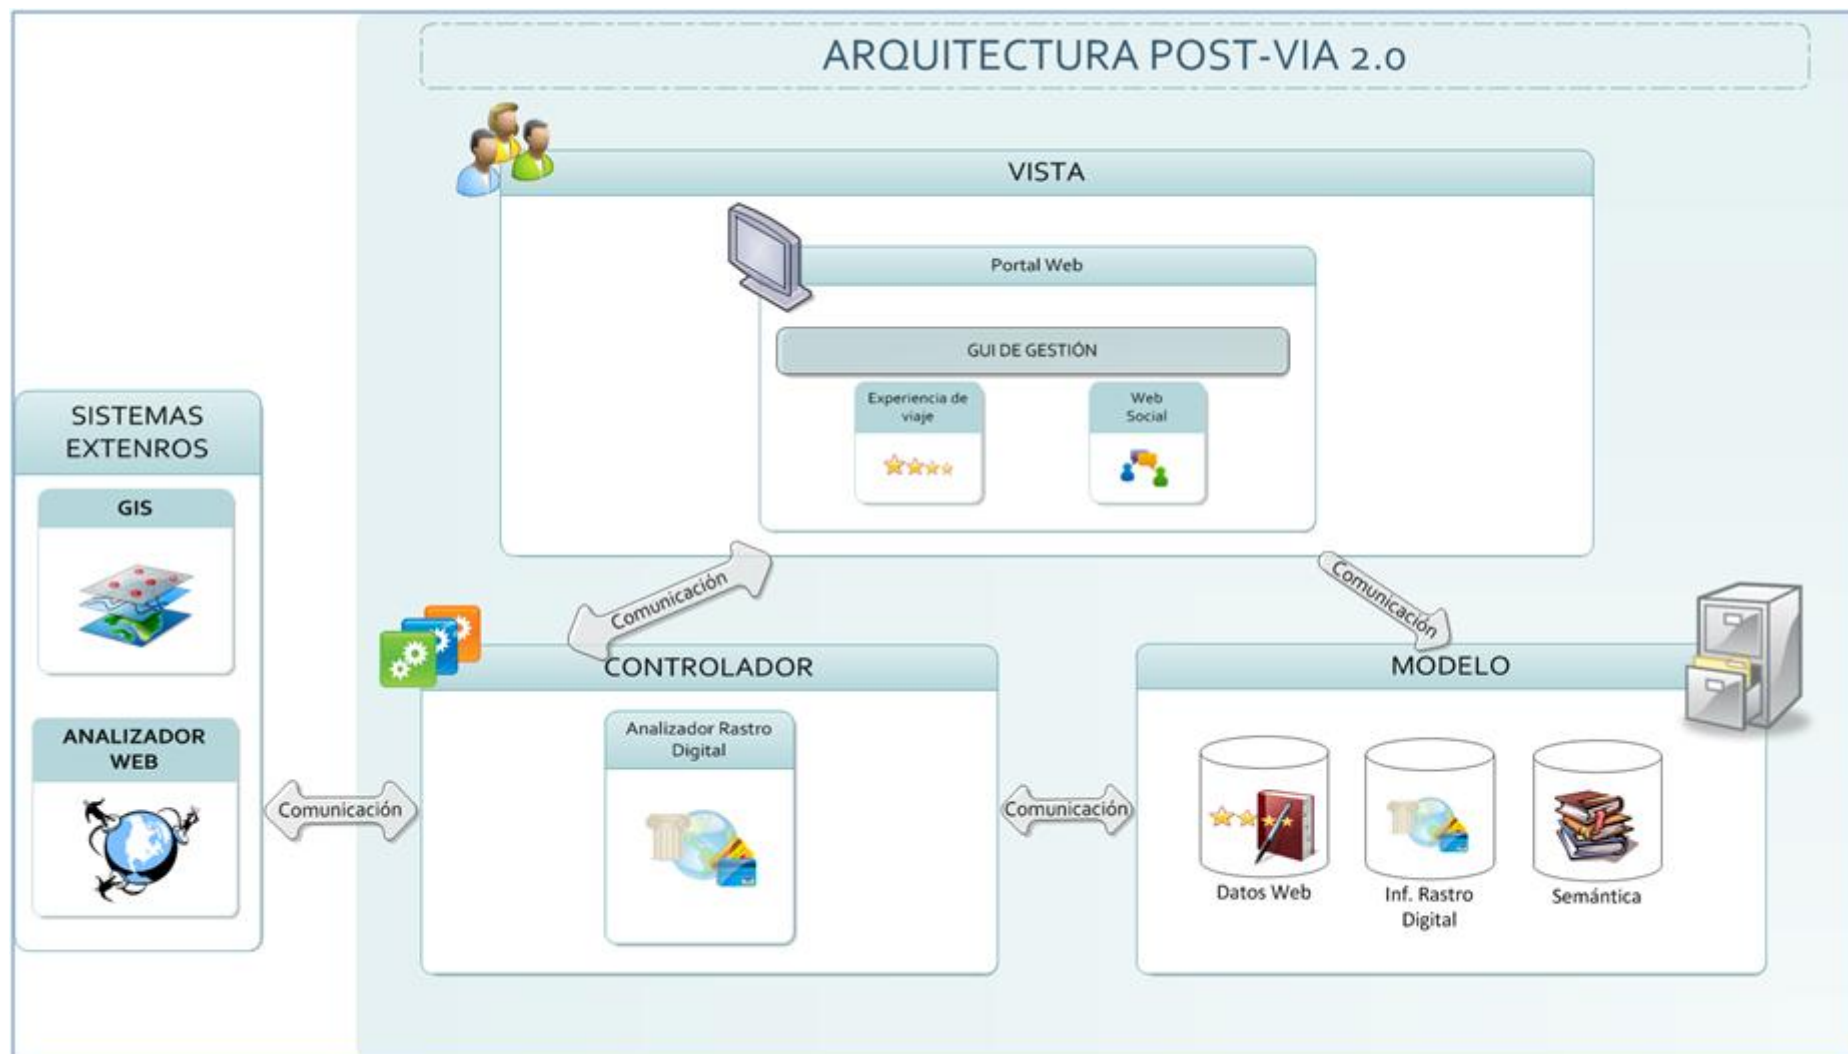 ARQUITECTURA POST-VIA 2.0
VISTA
Portal Web
GUI DE GESTIÓN
Experiencia de
viaje
Web
Social
SISTEMAS
EXTENROS
GIS
ANALIZADOR
WEB
Comunicación
Comunicación
Comunicación
CONTROLADOR
Analizador Rastro
Digital
Comunicación
MODELO
Datos Web
Inf. Rastro
Digital
Semántica